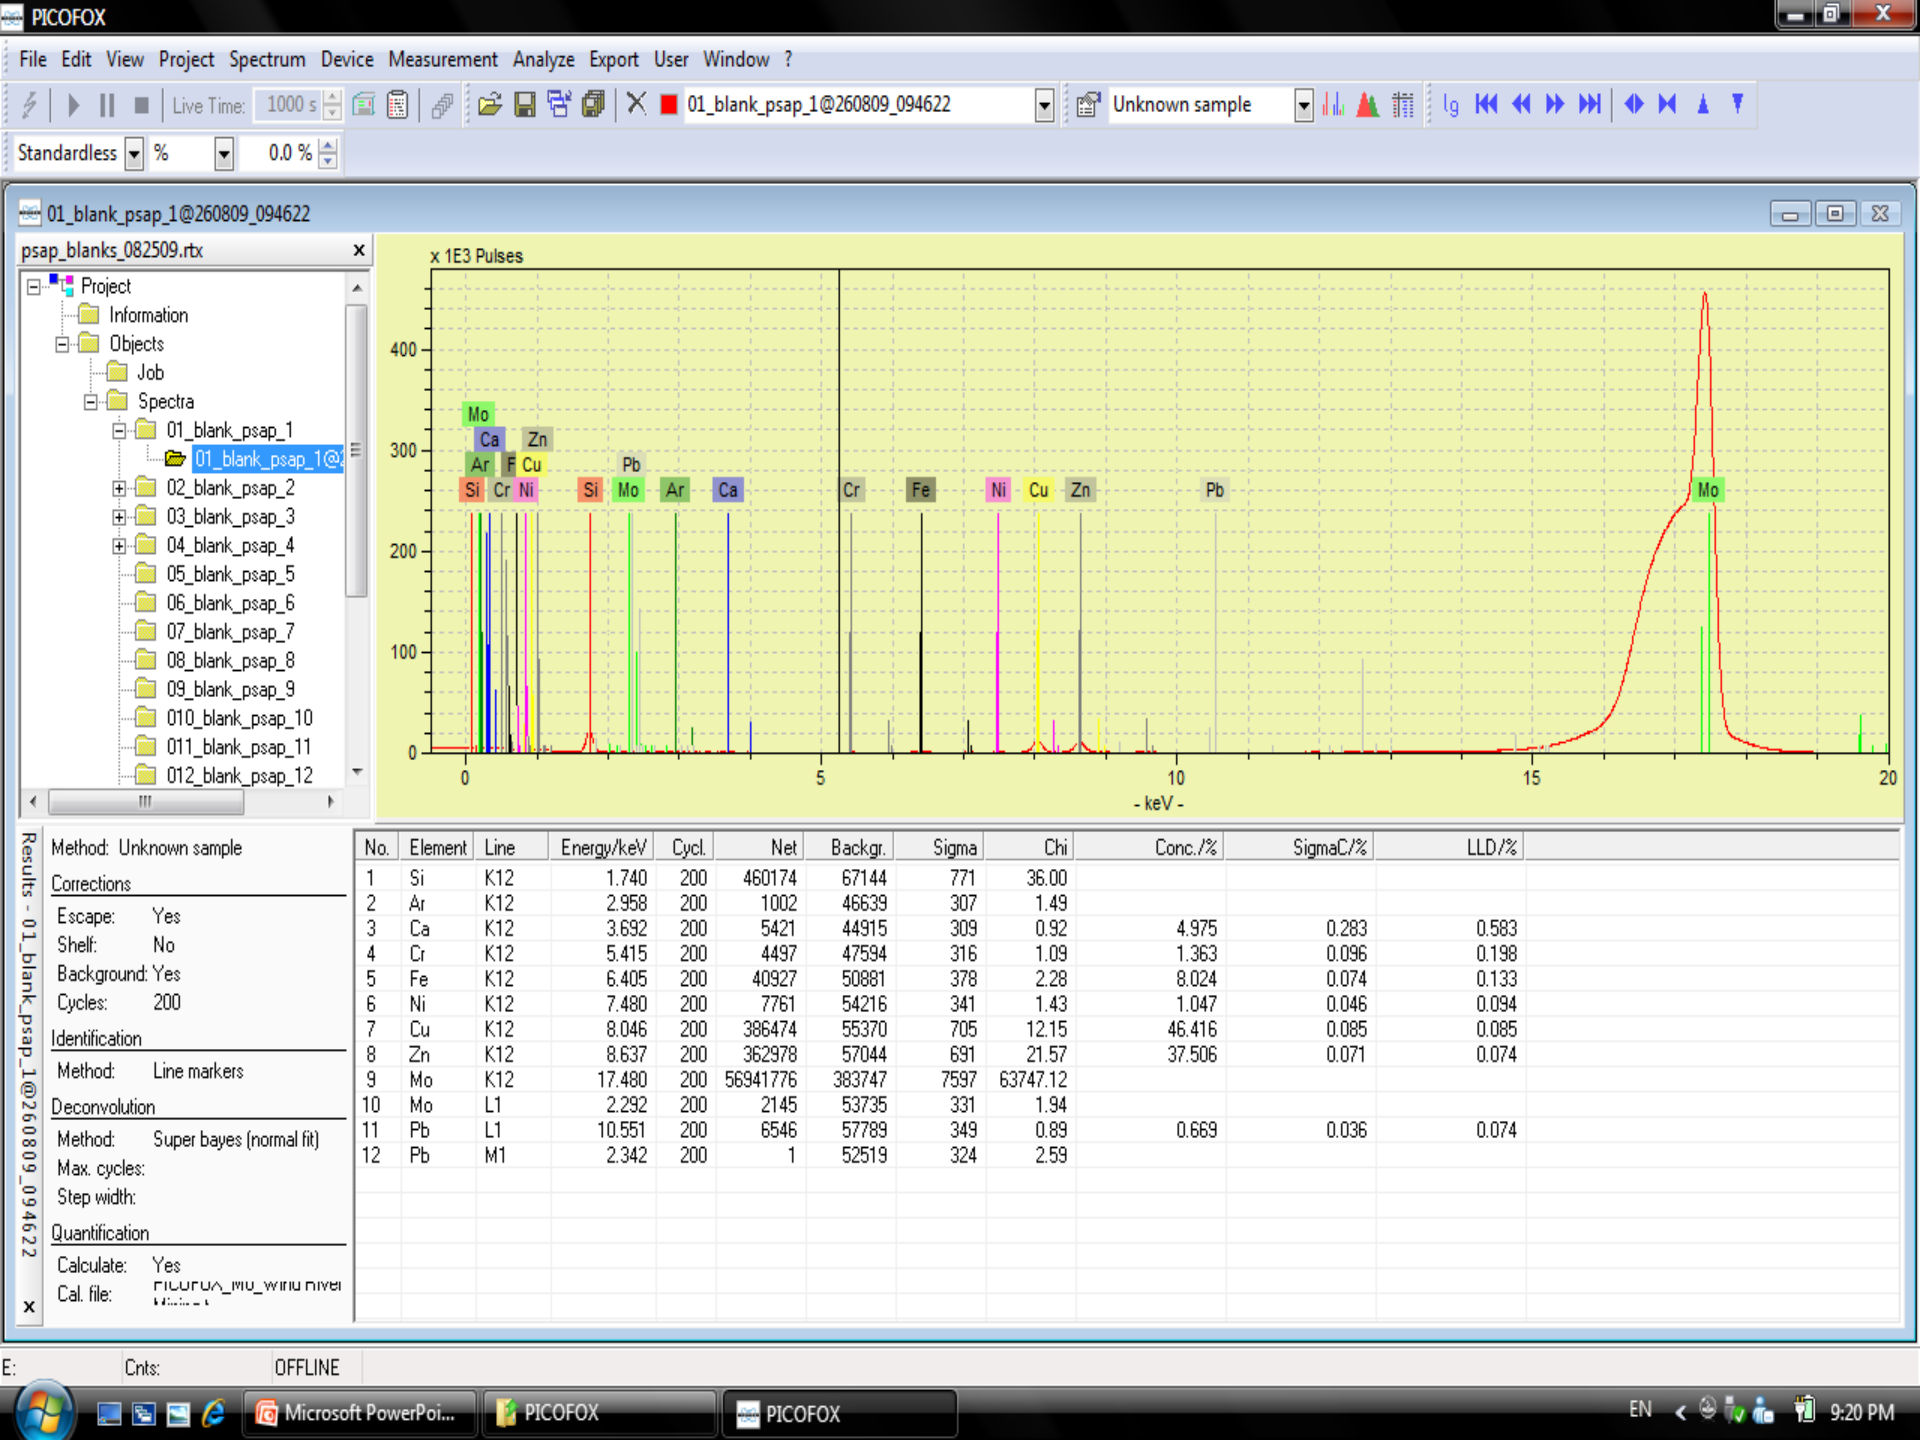 PICOFOX
File Edit View Project Spectrum Device Measurement Analyze Export User Window ?
Live Time: 1000 s 01_blank_psap_1@260809_094622 Unknown sample lg
Standardless % 0.0 %
01_blank_psap_1@260809_094622
psap_blanks_082509.rtx x
Project
Information
Objects
Job
Spectra
01_blank_psap_1
01_blank_psap_1@2
02_blank_psap_2
03_blank_psap_3
04_blank_psap_4
05_blank_psap_5
06_blank_psap_6
07_blank_psap_7
08_blank_psap_8
09_blank_psap_9
010_blank_psap_10
011_blank_psap_11
012_blank_psap_12
x 1E3 Pulses
400
300
200
100
0
Mo
Ca Zn
Ar F Cu Pb
Si Cr Ni Si Mo Ar Ca Cr Fe Ni Cu Zn Pb Mo
0 5 10 15 20
- keV -
Results - 01_blank_psap_1@260809_094622
x
Method: Unknown sample
Corrections
Escape: Yes
Shelf: No
Background: Yes
Cycles: 200
Identification
Method: Line markers
Deconvolution
Method: Super bayes (normal fit)
Max. cycles:
Step width:
Quantification
Calculate: Yes
Cal. file: PICOFOX_Mo_Wind River
No. Element Line Energy/keV Cycl. Net Backgr. Sigma Chi Conc./% SigmaC/% LLD/%
1 Si K12 1.740 200 460174 67144 771 36.00
2 Ar K12 2.958 200 1002 46639 307 1.49
3 Ca K12 3.692 200 5421 44915 309 0.92 4.975 0.283 0.583
4 Cr K12 5.415 200 4497 47594 316 1.09 1.363 0.096 0.198
5 Fe K12 6.405 200 40927 50881 378 2.28 8.024 0.074 0.133
6 Ni K12 7.480 200 7761 54216 341 1.43 1.047 0.046 0.094
7 Cu K12 8.046 200 386474 55370 705 12.15 46.416 0.085 0.085
8 Zn K12 8.637 200 362978 57044 691 21.57 37.506 0.071 0.074
9 Mo K12 17.480 200 56941776 383747 7597 63747.12
10 Mo L1 2.292 200 2145 53735 331 1.94
11 Pb L1 10.551 200 6546 57789 349 0.89 0.669 0.036 0.074
12 Pb M1 2.342 200 1 52519 324 2.59
E: Cnts: OFFLINE
Microsoft PowerPoi... PICOFOX PICOFOX EN 9:20 PM